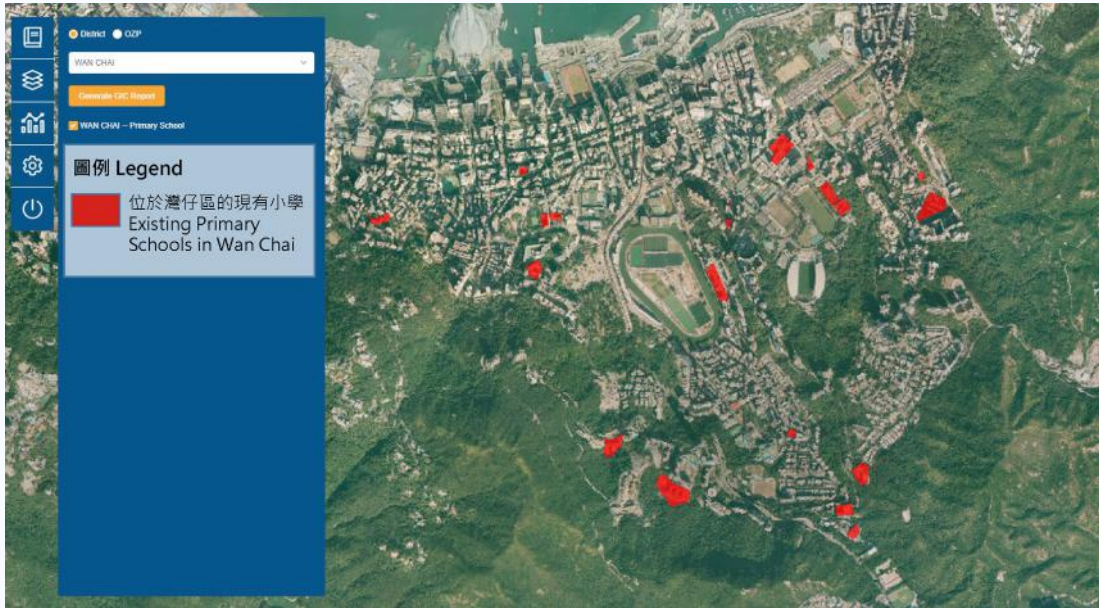 District OZP
WAN CHAI
Generate GIC Report
WAN CHAI – Primary School
圖例 Legend
位於灣仔區的現有小學
Existing Primary
Schools in Wan Chai